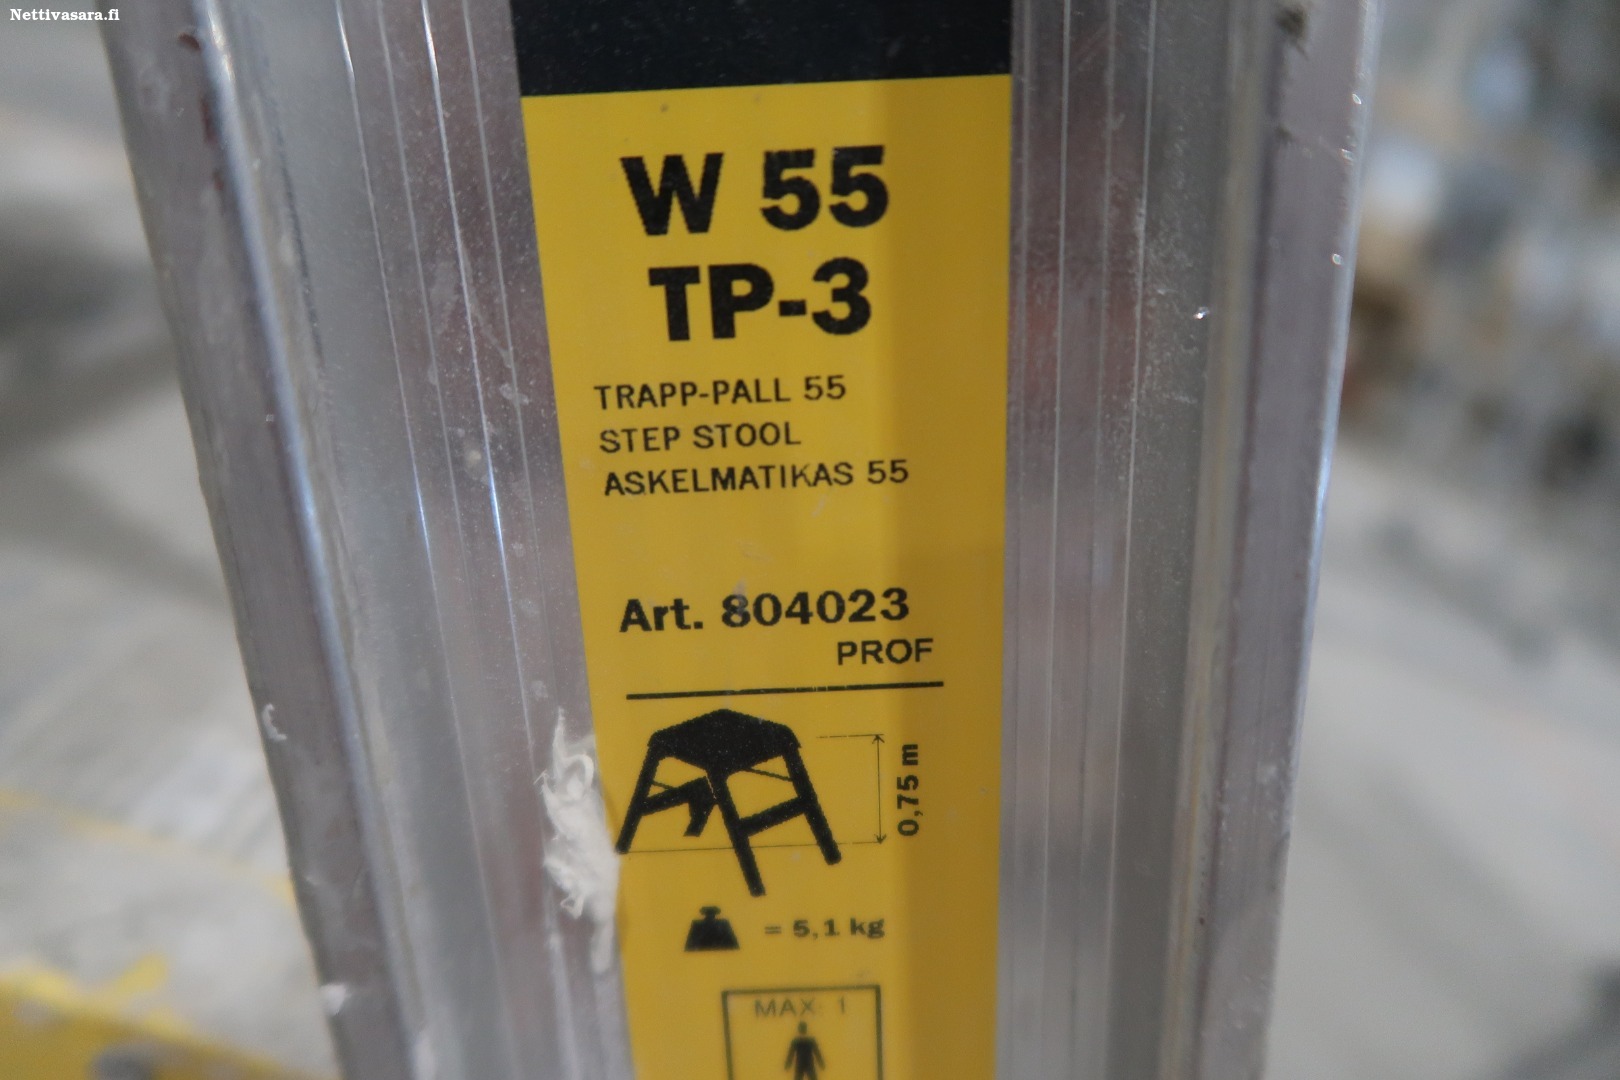 Nettivasara.fi
W 55
TP-3
TRAPP-PALL 55
STEP STOOL
ASKELMATIKAS 55
Art. 804023
PROF
0,75 m
= 5,1 kg
MAX: 1